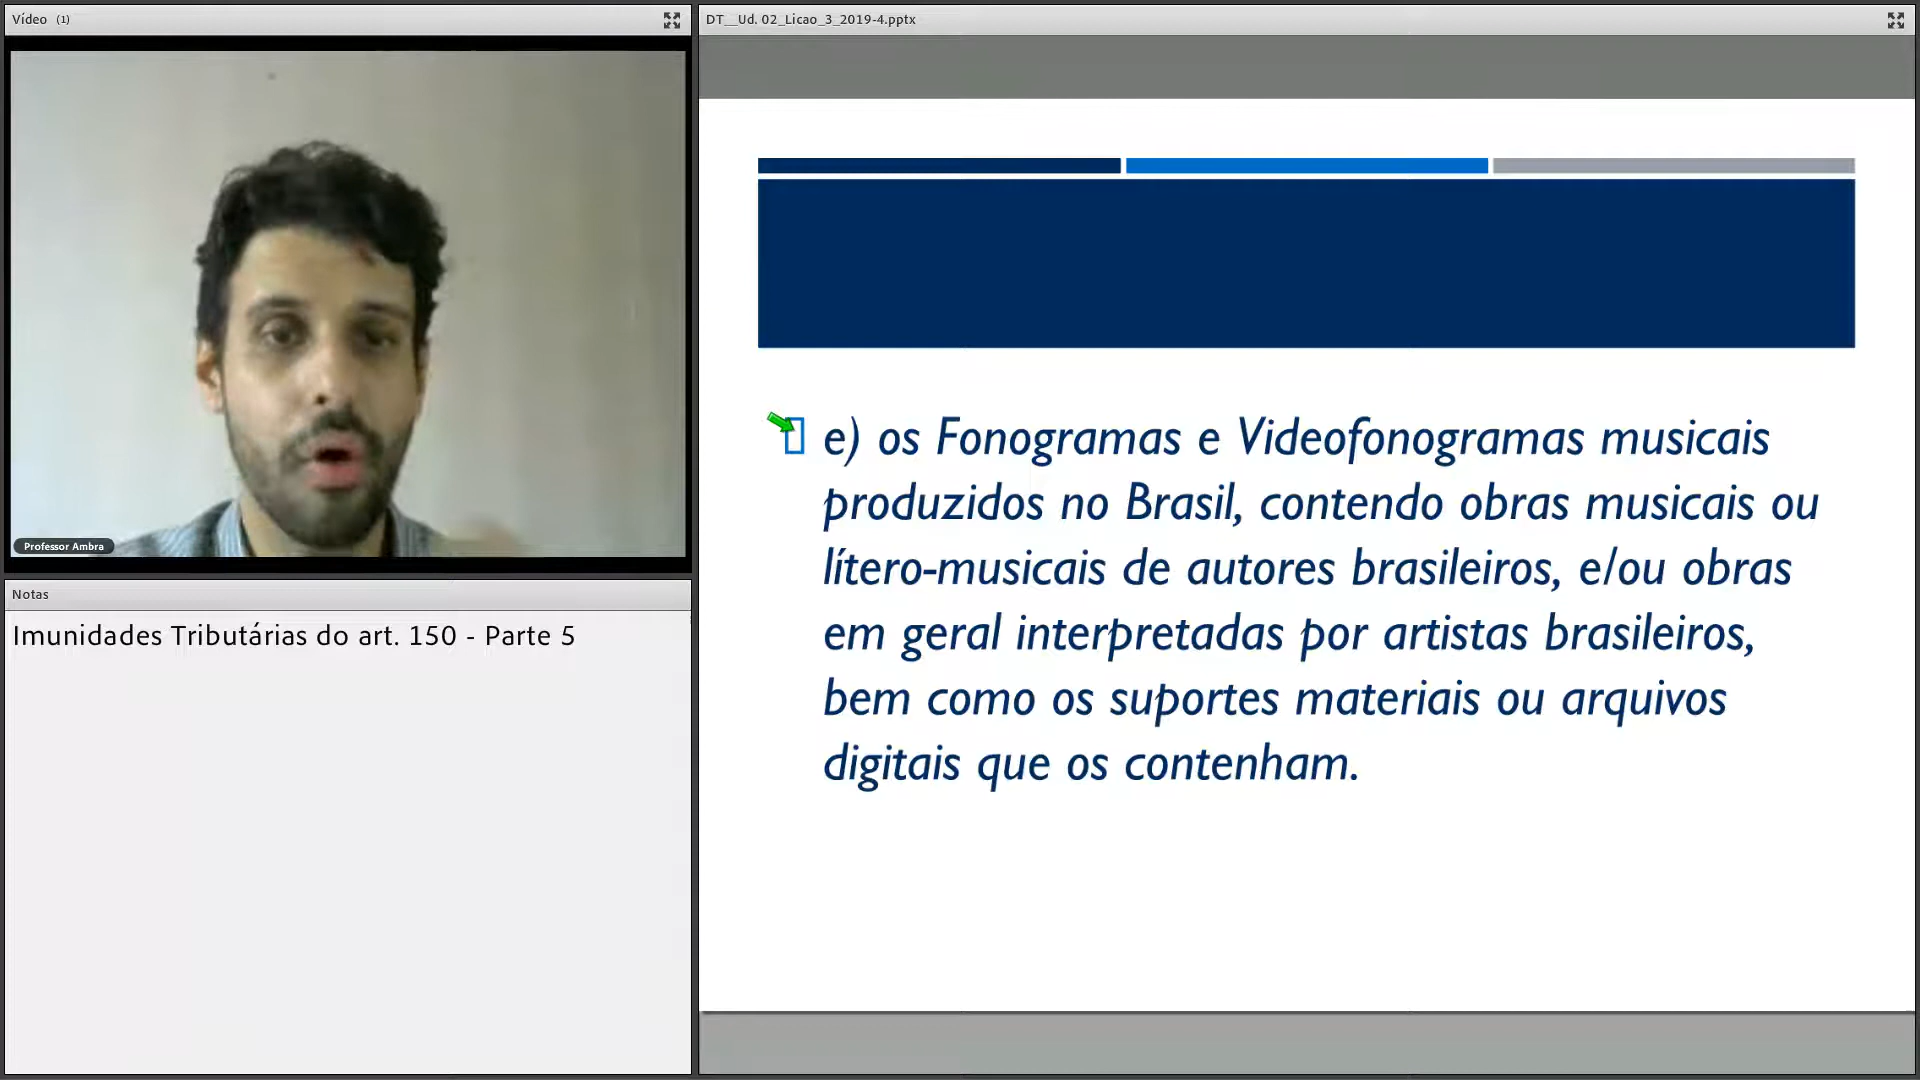 Vídeo (1)
Professor Ambra
Notas
Imunidades Tributárias do art. 150 - Parte 5
DT__Ud. 02_Licao_3_2019-4.pptx
e) os Fonogramas e Videofonogramas musicais
produzidos no Brasil, contendo obras musicais ou
lítero-musicais de autores brasileiros, e/ou obras
em geral interpretadas por artistas brasileiros,
bem como os suportes materiais ou arquivos
digitais que os contenham.